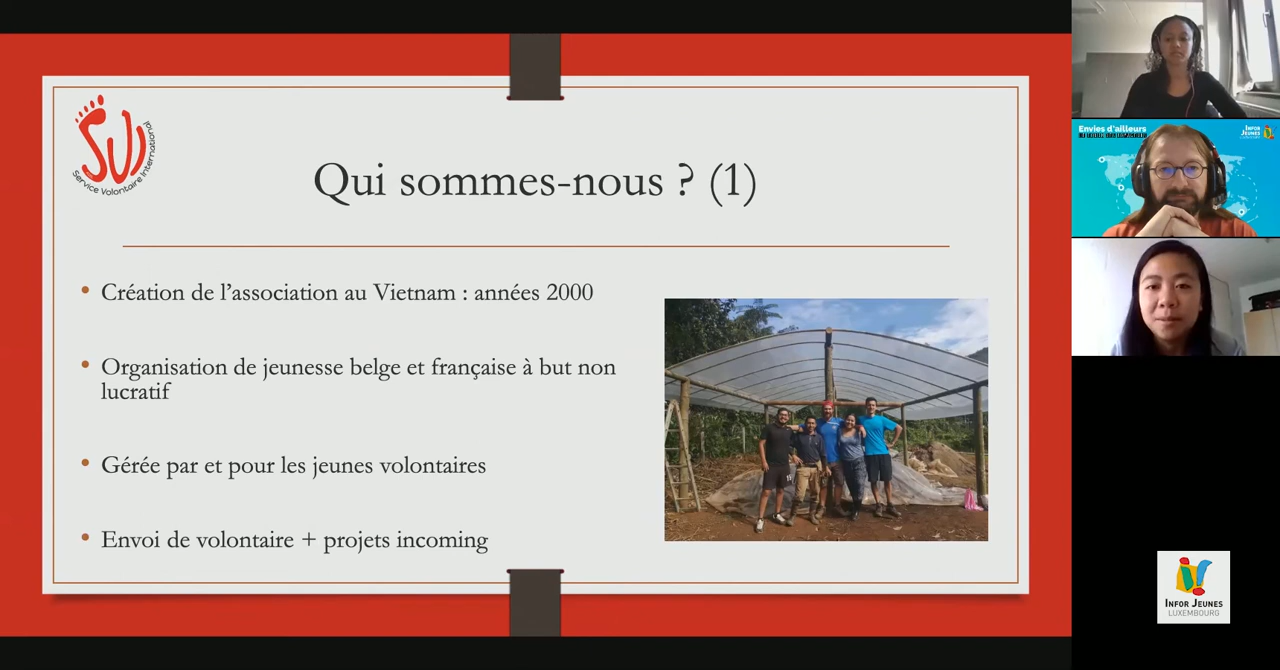 SVI
Service Volontaire International
Qui sommes-nous ? (1)
• Création de l’association au Vietnam : années 2000
• Organisation de jeunesse belge et française à but non
lucratif
• Gérée par et pour les jeunes volontaires
• Envoi de volontaire + projets incoming
Envies d'ailleurs
INFOR
JEUNES
INFOR JEUNES
LUXEMBOURG